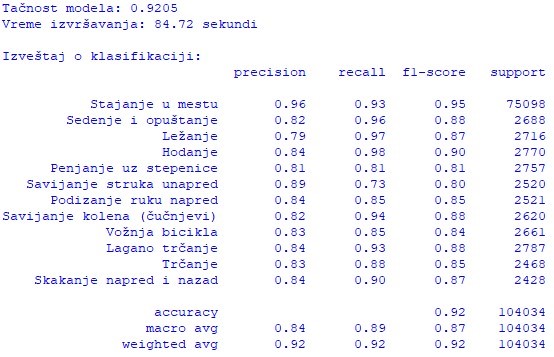 Tačnost modela: 0.9205
Vreme izvršavanja: 84.72 sekundi
Izveštaj o klasifikaciji:
precision recall f1-score support
Stajanje u mestu 0.96 0.93 0.95 75098
Sedenje i opuštanje 0.82 0.96 0.88 2688
Ležanje 0.79 0.97 0.87 2716
Hodanje 0.84 0.98 0.90 2770
Penjanje uz stepenice 0.81 0.81 0.81 2757
Savijanje struka unapred 0.89 0.73 0.80 2520
Podizanje ruku napred 0.84 0.85 0.85 2521
Savijanje kolena (čučnjevi) 0.82 0.94 0.88 2620
Vožnja bicikla 0.83 0.85 0.84 2661
Lagano trčanje 0.84 0.93 0.88 2787
Trčanje 0.83 0.88 0.85 2468
Skakanje napred i nazad 0.84 0.90 0.87 2428
accuracy 0.92 104034
macro avg 0.84 0.89 0.87 104034
weighted avg 0.92 0.92 0.92 104034